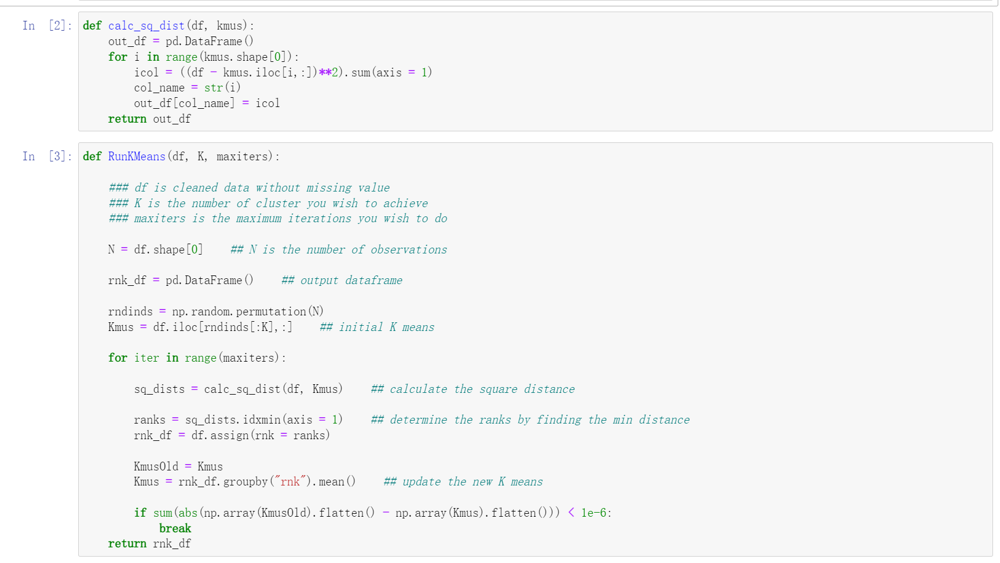 In [2]: def calc_sq_dist(df, kmus):
    out_df = pd.DataFrame()
    for i in range(kmus.shape[0]):
        icol = ((df - kmus.iloc[i,:])**2).sum(axis = 1)
        col_name = str(i)
        out_df[col_name] = icol
    return out_df
In [3]: def RunKMeans(df, K, maxiters):
    ### df is cleaned data without missing value
    ### K is the number of cluster you wish to achieve
    ### maxiters is the maximum iterations you wish to do
    N = df.shape[0]    ## N is the number of observations
    rnk_df = pd.DataFrame()    ## output dataframe
    rndinds = np.random.permutation(N)
    Kmus = df.iloc[rndinds[:K],:]    ## initial K means
    for iter in range(maxiters):
        sq_dists = calc_sq_dist(df, Kmus)    ## calculate the square distance
        ranks = sq_dists.idxmin(axis = 1)    ## determine the ranks by finding the min distance
        rnk_df = df.assign(rnk = ranks)
        KmusOld = Kmus
        Kmus = rnk_df.groupby("rnk").mean()    ## update the new K means
        if sum(abs(np.array(KmusOld).flatten() - np.array(Kmus).flatten())) < 1e-6:
            break
    return rnk_df